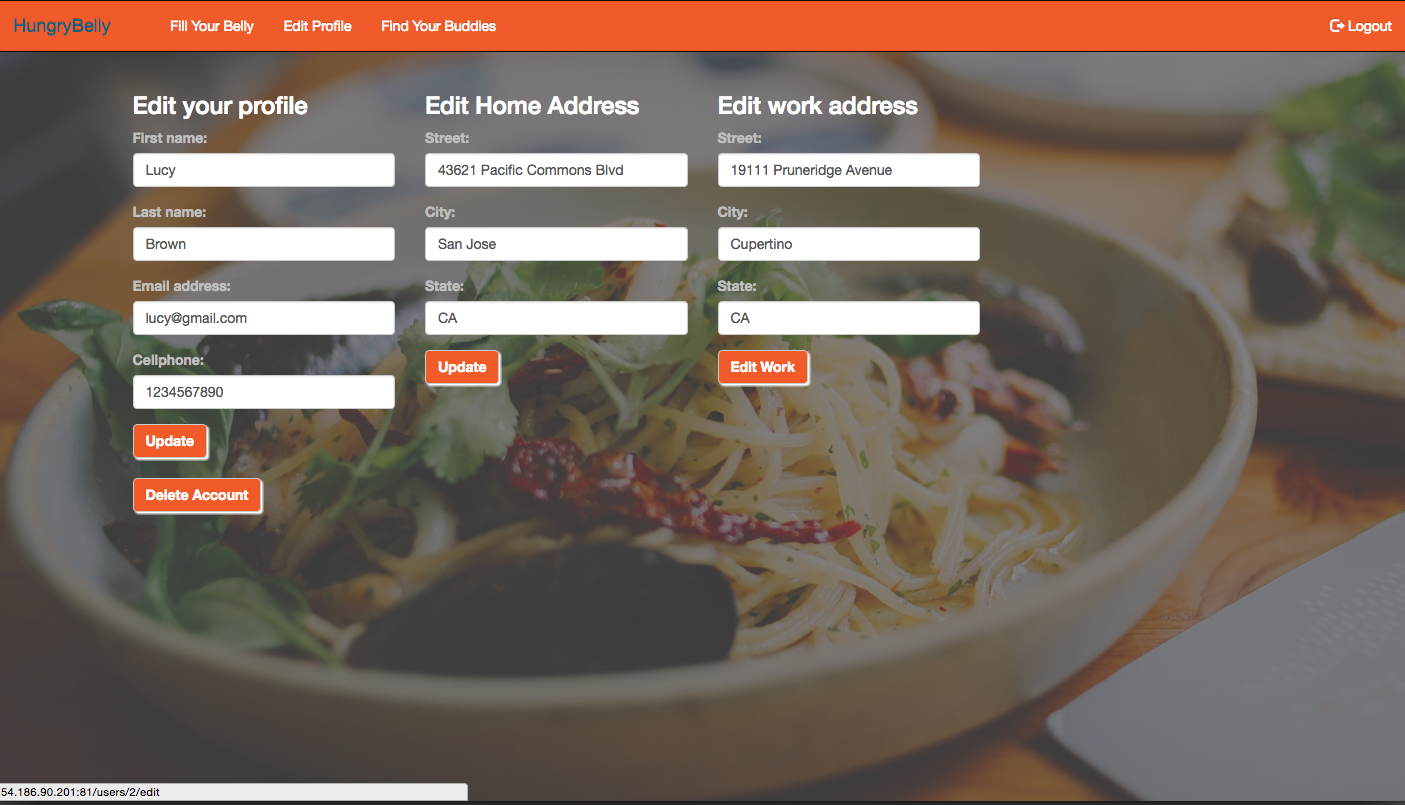 HungryBelly
Fill Your Belly
Edit Profile
Find Your Buddies
Logout
Edit your profile
First name:
Lucy
Last name:
Brown
Email address:
lucy@gmail.com
Cellphone:
1234567890
Update
Delete Account
Edit Home Address
Street:
43621 Pacific Commons Blvd
City:
San Jose
State:
CA
Update
Edit work address
Street:
19111 Pruneridge Avenue
City:
Cupertino
State:
CA
Edit Work
54.186.90.201:81/users/2/edit